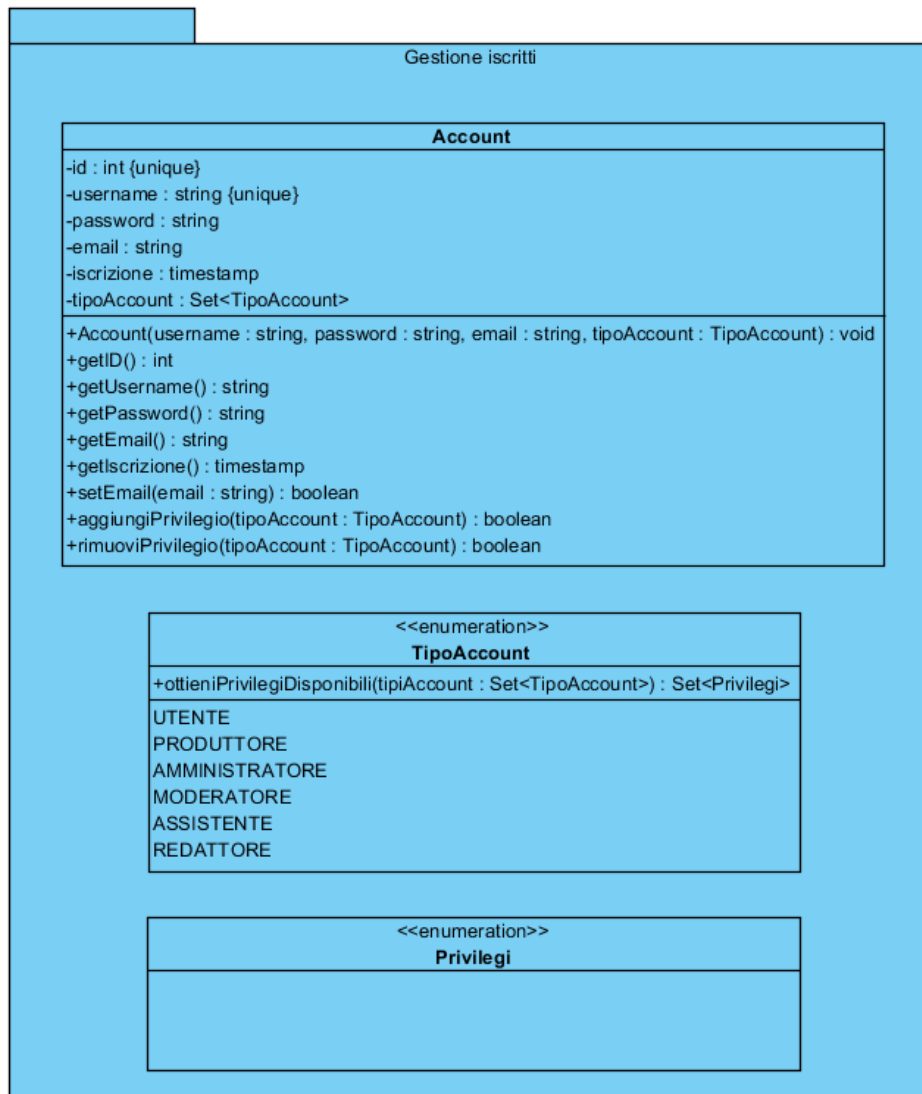 Gestione iscritti
Account
-id : int {unique}
-username : string {unique}
-password : string
-email : string
-iscrizione : timestamp
-tipoAccount : Set<TipoAccount>
+Account(username : string, password : string, email : string, tipoAccount : TipoAccount) : void
+getID() : int
+getUsername() : string
+getPassword() : string
+getEmail() : string
+getIscrizione() : timestamp
+setEmail(email : string) : boolean
+aggiungiPrivilegio(tipoAccount : TipoAccount) : boolean
+rimuoviPrivilegio(tipoAccount : TipoAccount) : boolean
<<enumeration>>
TipoAccount
+ottieniPrivilegiDisponibili(tipiAccount : Set<TipoAccount>) : Set<Privilegi>
UTENTE
PRODUTTORE
AMMINISTRATORE
MODERATORE
ASSISTENTE
REDATTORE
<<enumeration>>
Privilegi